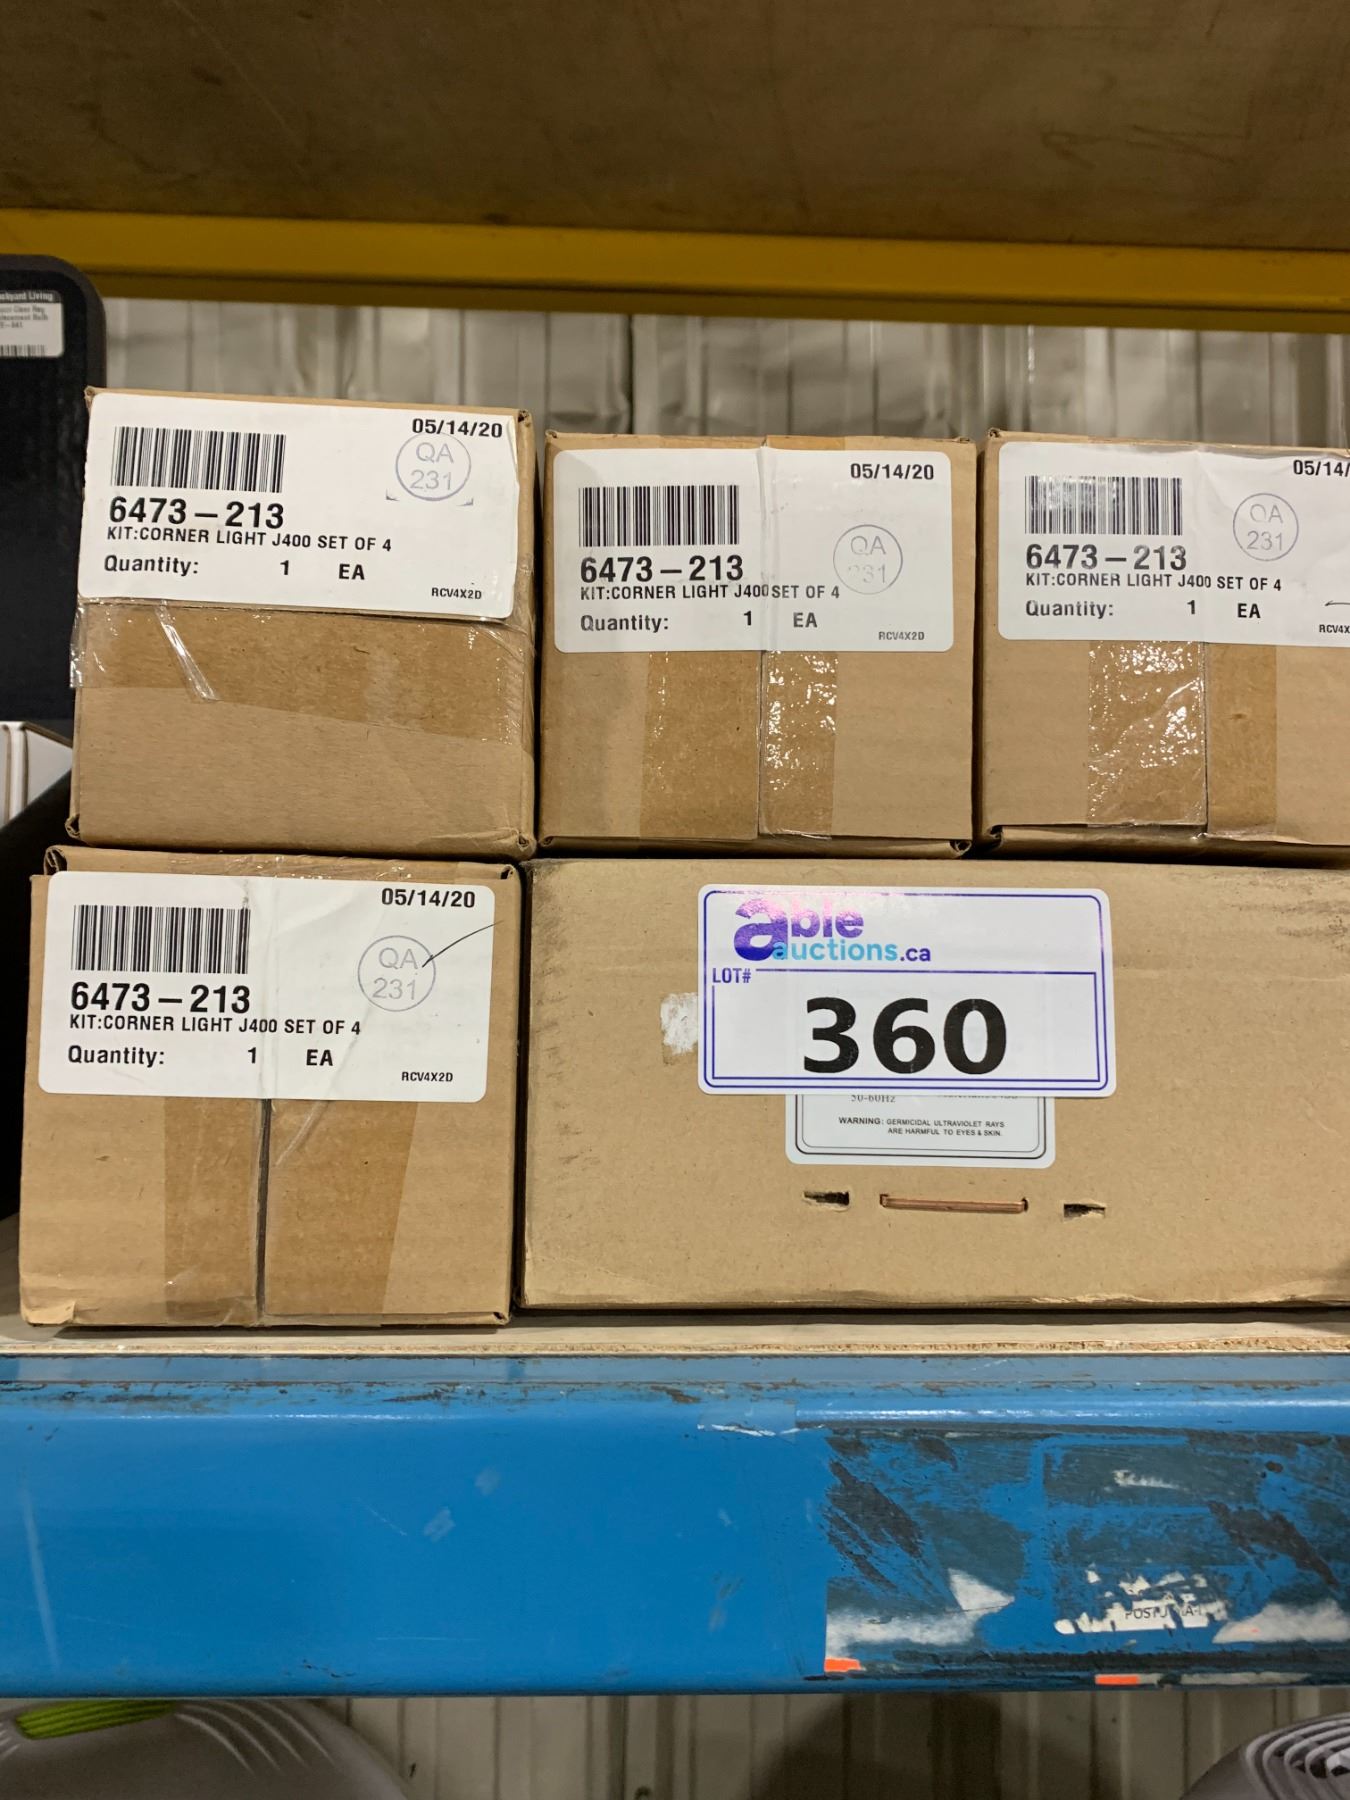 05/14/20
QA
231
6473-213
KIT:CORNER LIGHT J400 SET OF 4
Quantity: 1 EA
RCV4X2D
05/14/20
QA
231
6473-213
KIT:CORNER LIGHT J400 SET OF 4
Quantity: 1 EA
RCV4X2D
05/14/
QA
231
6473-213
KIT:CORNER LIGHT J400 SET OF 4
Quantity: 1 EA
RCV4X
05/14/20
QA
231
6473-213
KIT:CORNER LIGHT J400 SET OF 4
Quantity: 1 EA
RCV4X2D
able
auctions.ca
LOT#
360
50-60Hz
WARNING: GERMICIDAL ULTRAVIOLET RAYS
ARE HARMFUL TO EYES & SKIN.